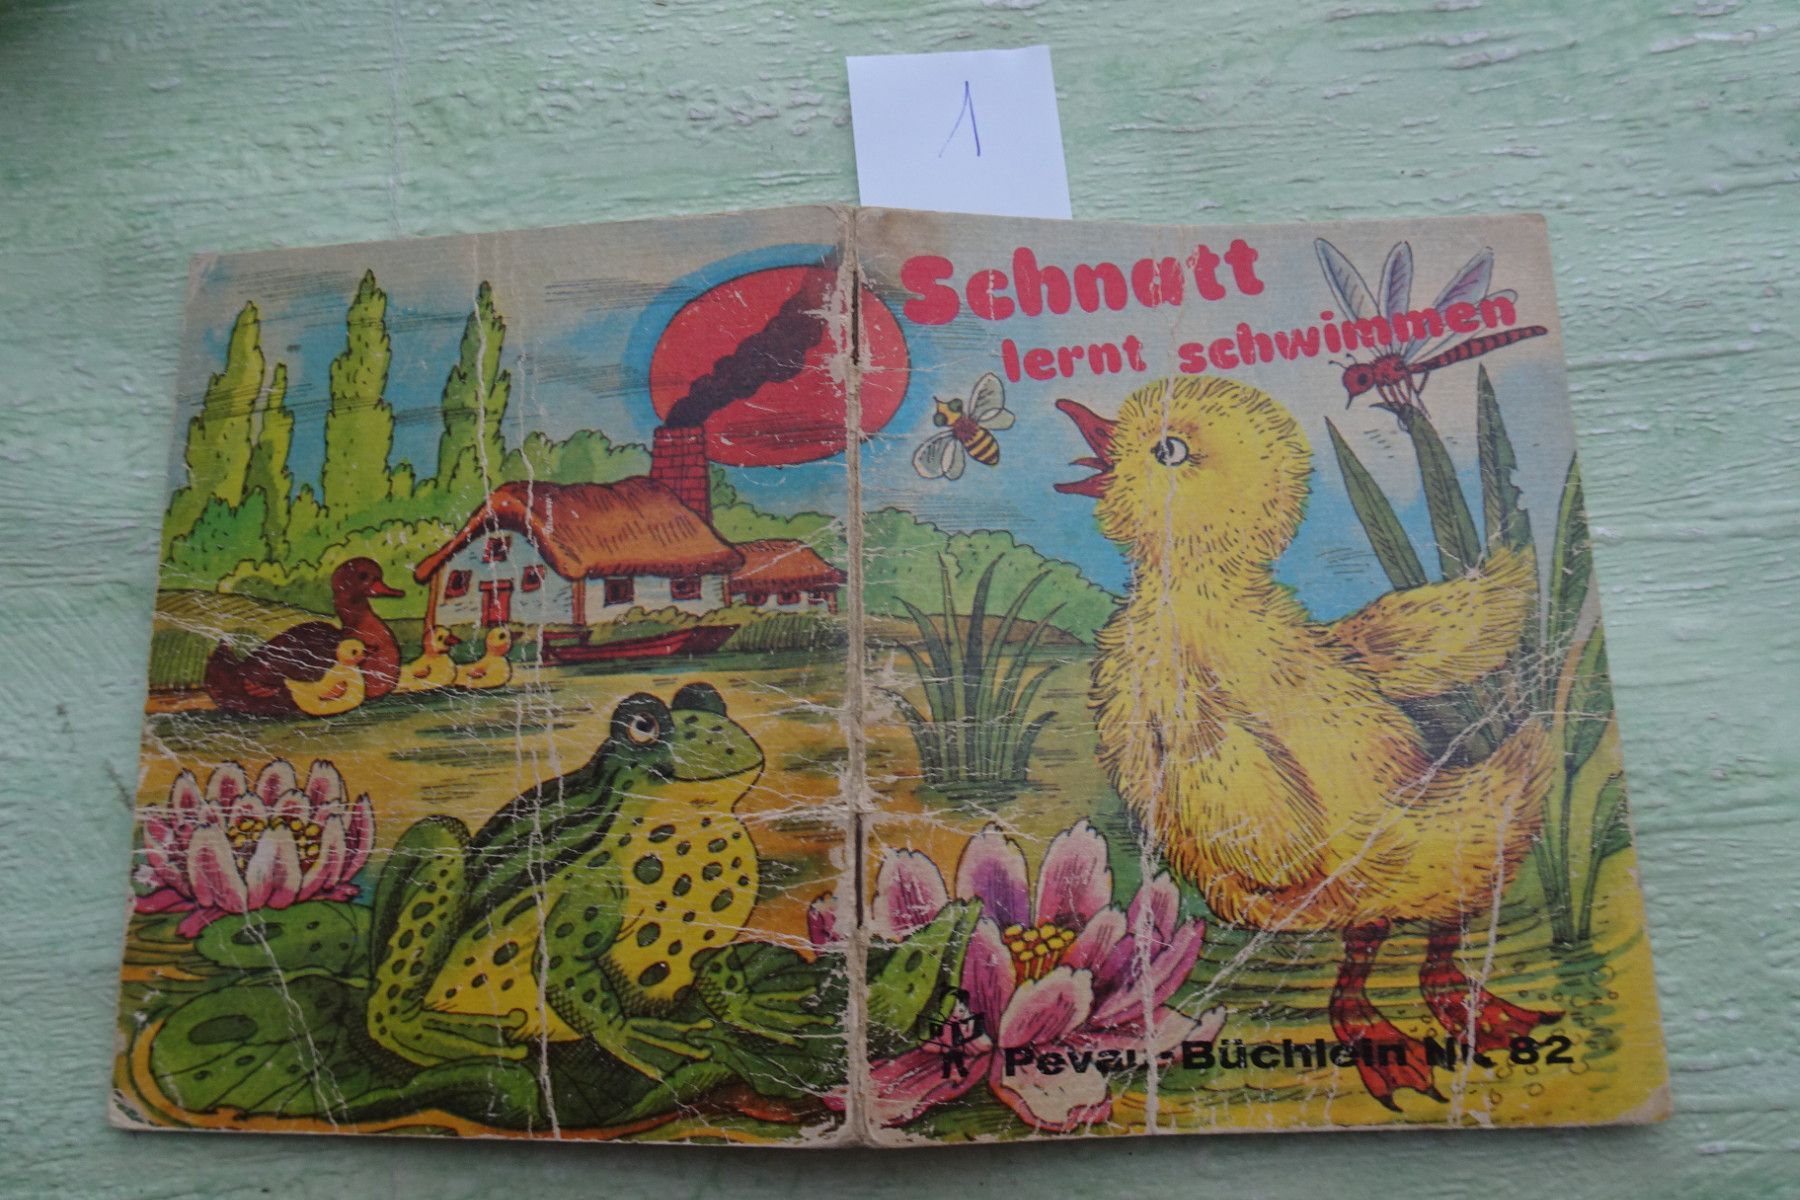 1
Schnatt
lernt schwimmen
Pevau-Büchlein Nr. 82